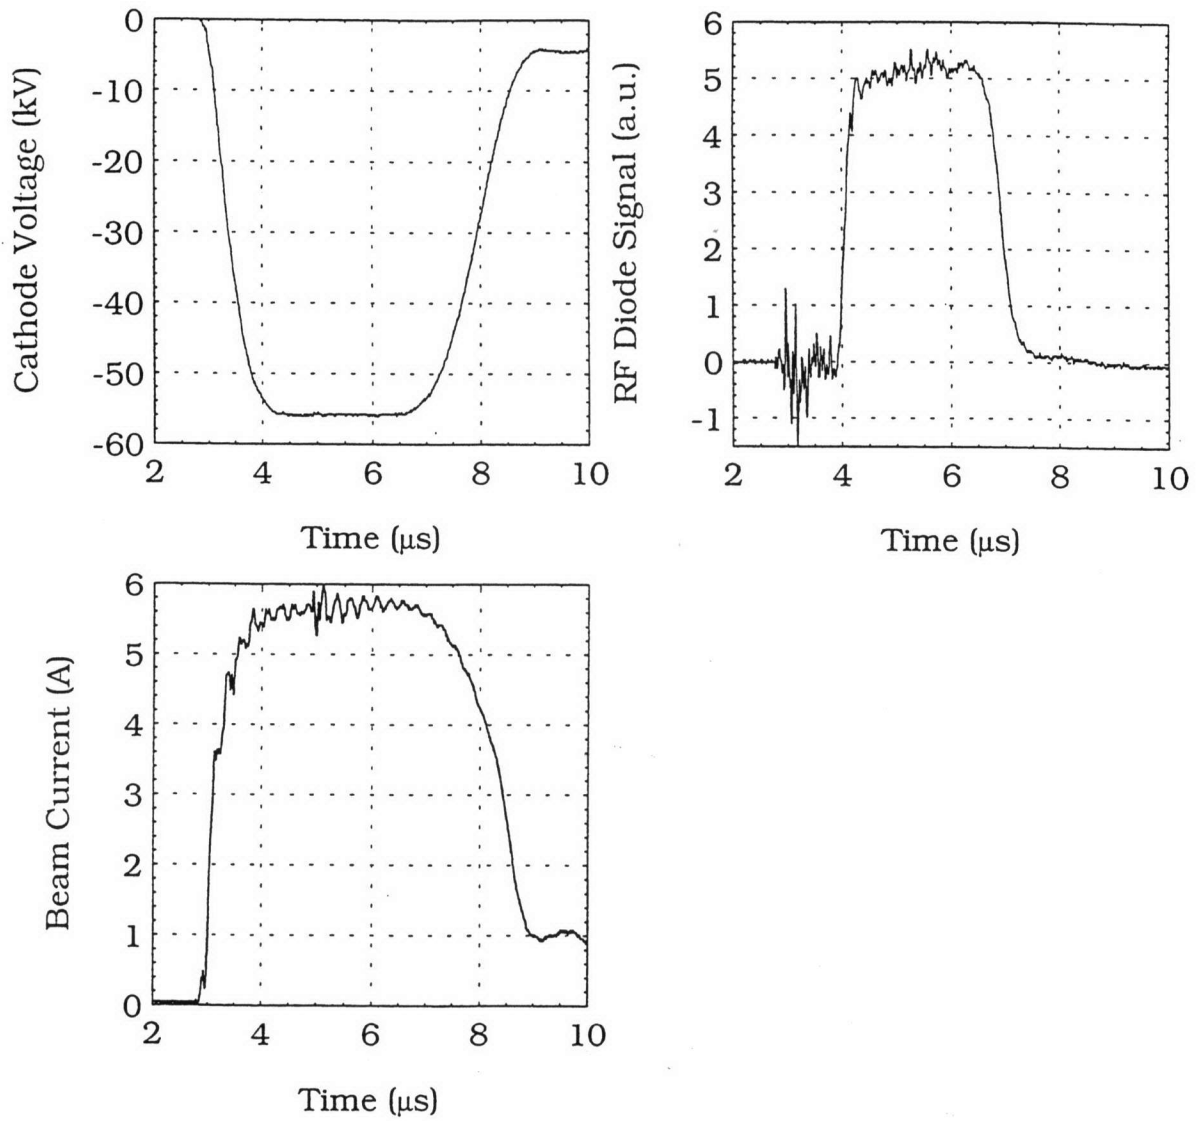 Cathode Voltage (kV)
0
-10
-20
-30
-40
-50
-60
2 4 6 8 10
Time (μs)
RF Diode Signal (a.u.)
6
5
4
3
2
1
0
-1
2 4 6 8 10
Time (μs)
Beam Current (A)
6
5
4
3
2
1
0
2 4 6 8 10
Time (μs)